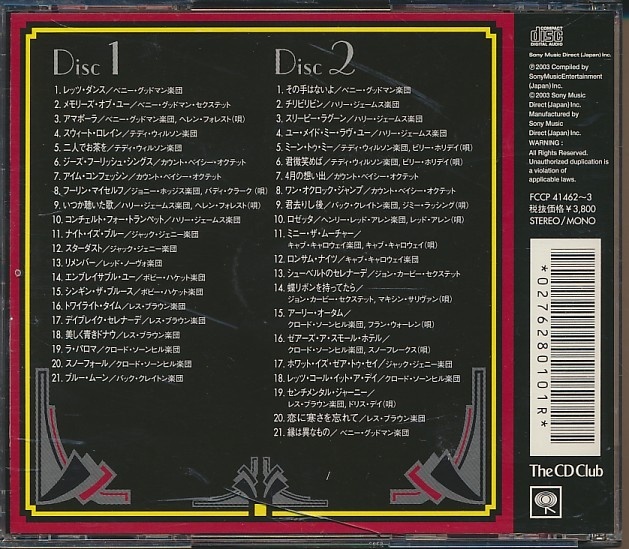 Disc 1
1. レッツ・ダンス／ベニー・グッドマン楽団
2. メモリーズ・オブ・ユー／ベニー・グッドマン・セクステット
3. アマポーラ／ベニー・グッドマン楽団, ヘレン・フォレスト(唄)
4. スウィート・ロレイン／テディ・ウィルソン楽団
5. 二人でお茶を／テディ・ウィルソン楽団
6. ジーズ・フーリッシュ・シングス／カウント・ベイシー・オクテット
7. アイム・コンフェッシン／カウント・ベイシー・オクテット
8. フーリン・マイセルフ／ジョニー・ホッジス楽団, バディ・クラーク(唄)
9. いつか聴いた歌／ハリー・ジェームス楽団, ヘレン・フォレスト(唄)
10. コンチェルト・フォー・トランペット／ハリー・ジェームス楽団
11. ナイト・イズ・ブルー／ジャック・ジェニー楽団
12. スターダスト／ジャック・ジェニー楽団
13. リメンバー／レッド・ノーヴォ楽団
14. エンブレイサブル・ユー／ボビー・ハケット楽団
15. シンギン・ザ・ブルース／ボビー・ハケット楽団
16. トワイライト・タイム／レス・ブラウン楽団
17. デイブレイク・セレナーデ／レス・ブラウン楽団
18. 美しく青きドナウ／レス・ブラウン楽団
19. ラ・パロマ／クロード・ソーンヒル楽団
20. スノーフォール／クロード・ソーンヒル楽団
21. ブルー・ムーン／バック・クレイトン楽団
Disc 2
1. その手はないよ／ベニー・グッドマン楽団
2. チリビリビン／ハリー・ジェームス楽団
3. スリーピー・ラグーン／ハリー・ジェームス楽団
4. ユー・メイド・ミー・ラヴ・ユー／ハリー・ジェームス楽団
5. ミーン・トゥ・ミー／テディ・ウィルソン楽団, ビリー・ホリデイ(唄)
6. 君微笑めば／テディ・ウィルソン楽団, ビリー・ホリデイ(唄)
7. 4月の想い出／カウント・ベイシー・オクテット
8. ワン・オクロック・ジャンプ／カウント・ベイシー・オクテット
9. 君去りし後／バック・クレイトン楽団, ジミー・ラッシング(唄)
10. ロゼッタ／ヘンリー・レッド・アレン楽団, レッド・アレン(唄)
11. ミニー・ザ・ムーチャー／
キャブ・キャロウェイ楽団, キャブ・キャロウェイ(唄)
12. ロンサム・ナイツ／キャブ・キャロウェイ楽団
13. シューベルトのセレナーデ／ジョン・カービー・セクステット
14. 蝶リボンを持ってたら／
ジョン・カービー・セクステット, マキシン・サリヴァン(唄)
15. アーリー・オータム／
クロード・ソーンヒル楽団, フラン・ウォーレン(唄)
16. ゼアーズ・ア・スモール・ホテル／
クロード・ソーンヒル楽団, スノーフレークス(唄)
17. ホワット・イズ・ゼア・トゥ・セイ／ジャック・ジェニー楽団
18. レッツ・コール・イット・ア・デイ／クロード・ソーンヒル楽団
19. センチメンタル・ジャーニー／
レス・ブラウン楽団, ドリス・デイ(唄)
20. 恋に寒さを忘れて／レス・ブラウン楽団
21. 縁は異なもの／ベニー・グッドマン楽団
COMPACT
disc
DIGITAL AUDIO
Sony Music Direct (Japan) Inc.
℗2003 Compiled by
SonyMusicEntertainment
(Japan) Inc.
©2003 Sony Music
Direct (Japan) Inc.
Manufactured by
Sony Music
Direct (Japan) Inc.
WARNING :
All Rights Reserved.
Unauthorized duplication is
a violation of
applicable laws.
FCCP 41462~3
税抜価格￥3,800
STEREO/MONO
*0276280101R*
The CD Club